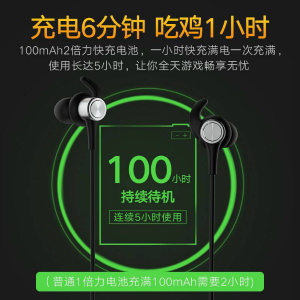 充电6分钟 吃鸡1小时
100mAh2倍力快充电池，一小时快充满电一次充满，
使用长达5小时，让你全天游戏畅享无忧
100小时
持续待机
连续5小时使用
(普通1倍力电池充满100mAh需要2小时)